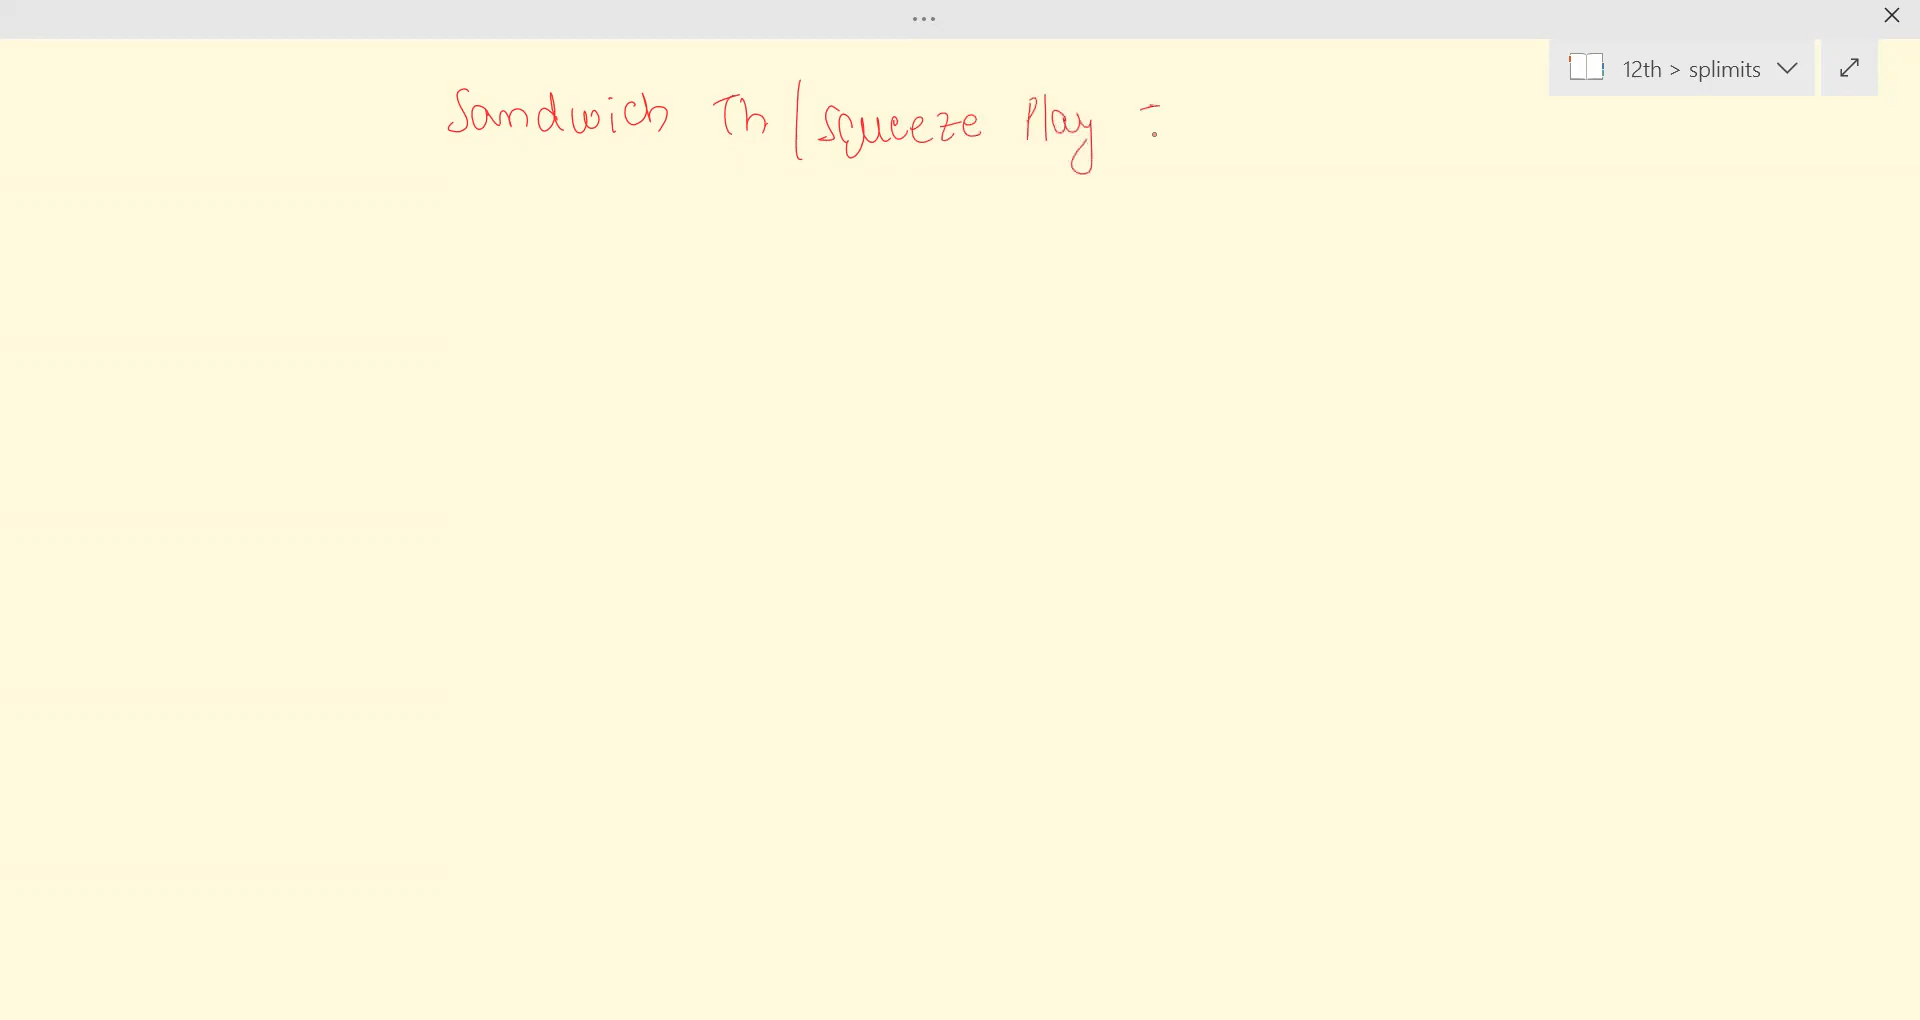 12th > splimits
Sandwich Th | Squeeze Play :-